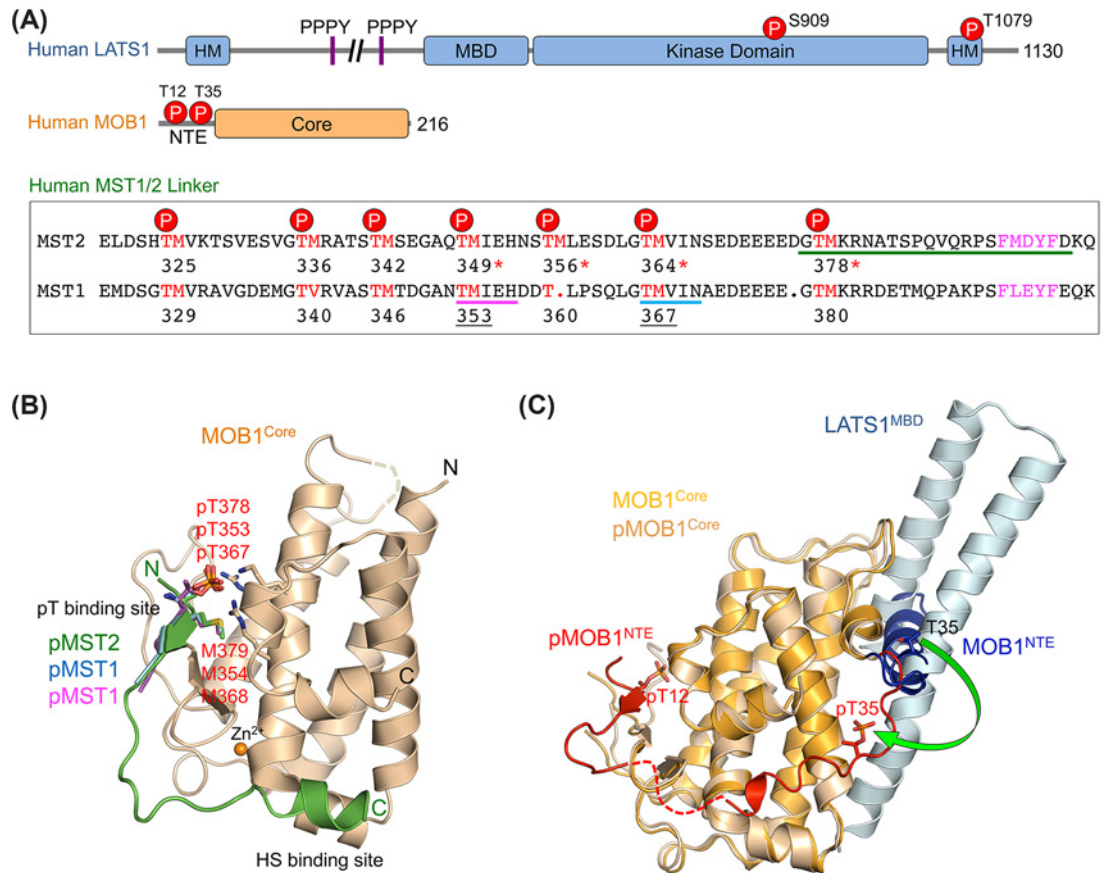 (A)
PPPY PPPY
P S909
P T1079
Human LATS1 HM // MBD Kinase Domain HM 1130
T12 T35
P P
Human MOB1 Core 216
NTE
Human MST1/2 Linker
P P P P P P P
MST2 ELDSHTMVKTSVESVGTMRATSTMSEGAQTMIEHNSTMLESDLGTMVINSEDEEEEDGTMKRNATSPQVQRPSFMDYFDKQ
325 336 342 349* 356* 364* 378*
MST1 EMDSGTMVRAVGDEMGTVRVASTMTDGANTMIEHDDT.LPSQLGTMVINAEDEEEE.GTMKRRDETMQPAKPSFLEYFEQK
329 340 346 353 360 367 380
(B)
MOB1Core
N
pT378
pT353
pT367
N
pT binding site
pMST2
pMST1
pMST1
M379
M354
M368
C
Zn2+
C
HS binding site
(C)
LATS1MBD
MOB1Core
pMOB1Core
T35
pMOB1NTE
MOB1NTE
pT12
pT35